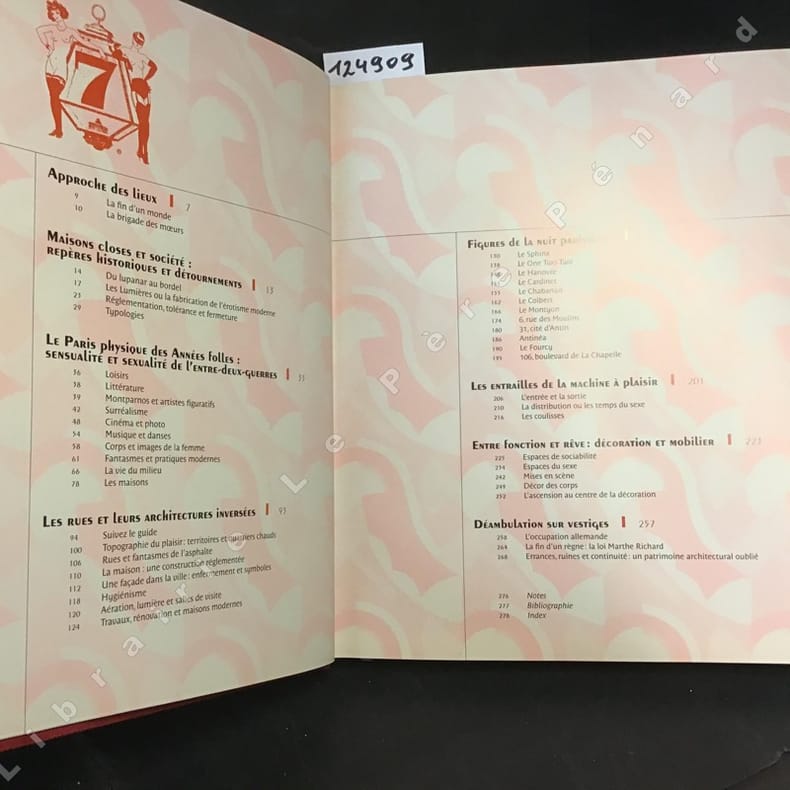 7
124909
Approche des lieux 7
9 La fin d'un monde
10 La brigade des mœurs
Maisons closes et société :
repères historiques et détournements 13
14 Du lupanar au bordel
17 Les Lumières ou la fabrication de l'érotisme moderne
23 Réglementation, tolérance et fermeture
29 Typologies
Le Paris physique des Années folles :
sensualité et sexualité de l'entre-deux-guerres 35
36 Loisirs
38 Littérature
39 Montparnos et artistes figuratifs
42 Surréalisme
48 Cinéma et photo
54 Musique et danses
58 Corps et images de la femme
61 Fantasmes et pratiques modernes
66 La vie du milieu
78 Les maisons
Les rues et leurs architectures inversées 93
94 Suivez le guide
100 Topographie du plaisir : territoires et quartiers chauds
106 Rues et fantasmes de l'asphalte
110 La maison : une construction réglementée
112 Une façade dans la ville : enfermement et symboles
118 Hygiénisme
120 Aération, lumière et salles de visite
124 Travaux, rénovation et maisons modernes
Figures de la nuit
130 Le Sphinx
Le One Two Two
Le Hanovre
Le Cardinet
Le Chabanais
162 Le Colbert
166 Le Montyon
174 6, rue des Moulins
180 31, cité d'Antin
186 Antinéa
190 Le Fourcy
195 106, boulevard de La Chapelle
Les entrailles de la machine à plaisir 201
206 L'entrée et la sortie
210 La distribution ou les temps du sexe
216 Les coulisses
Entre fonction et rêve : décoration et mobilier 223
225 Espaces de sociabilité
234 Espaces du sexe
242 Mises en scène
249 Décor des corps
252 L'ascension au centre de la décoration
Déambulation sur vestiges 257
258 L'occupation allemande
264 La fin d'un règne : la loi Marthe Richard
268 Errances, ruines et continuité : un patrimoine architectural oublié
276 Notes
277 Bibliographie
278 Index
Librairie Le Père Pénard